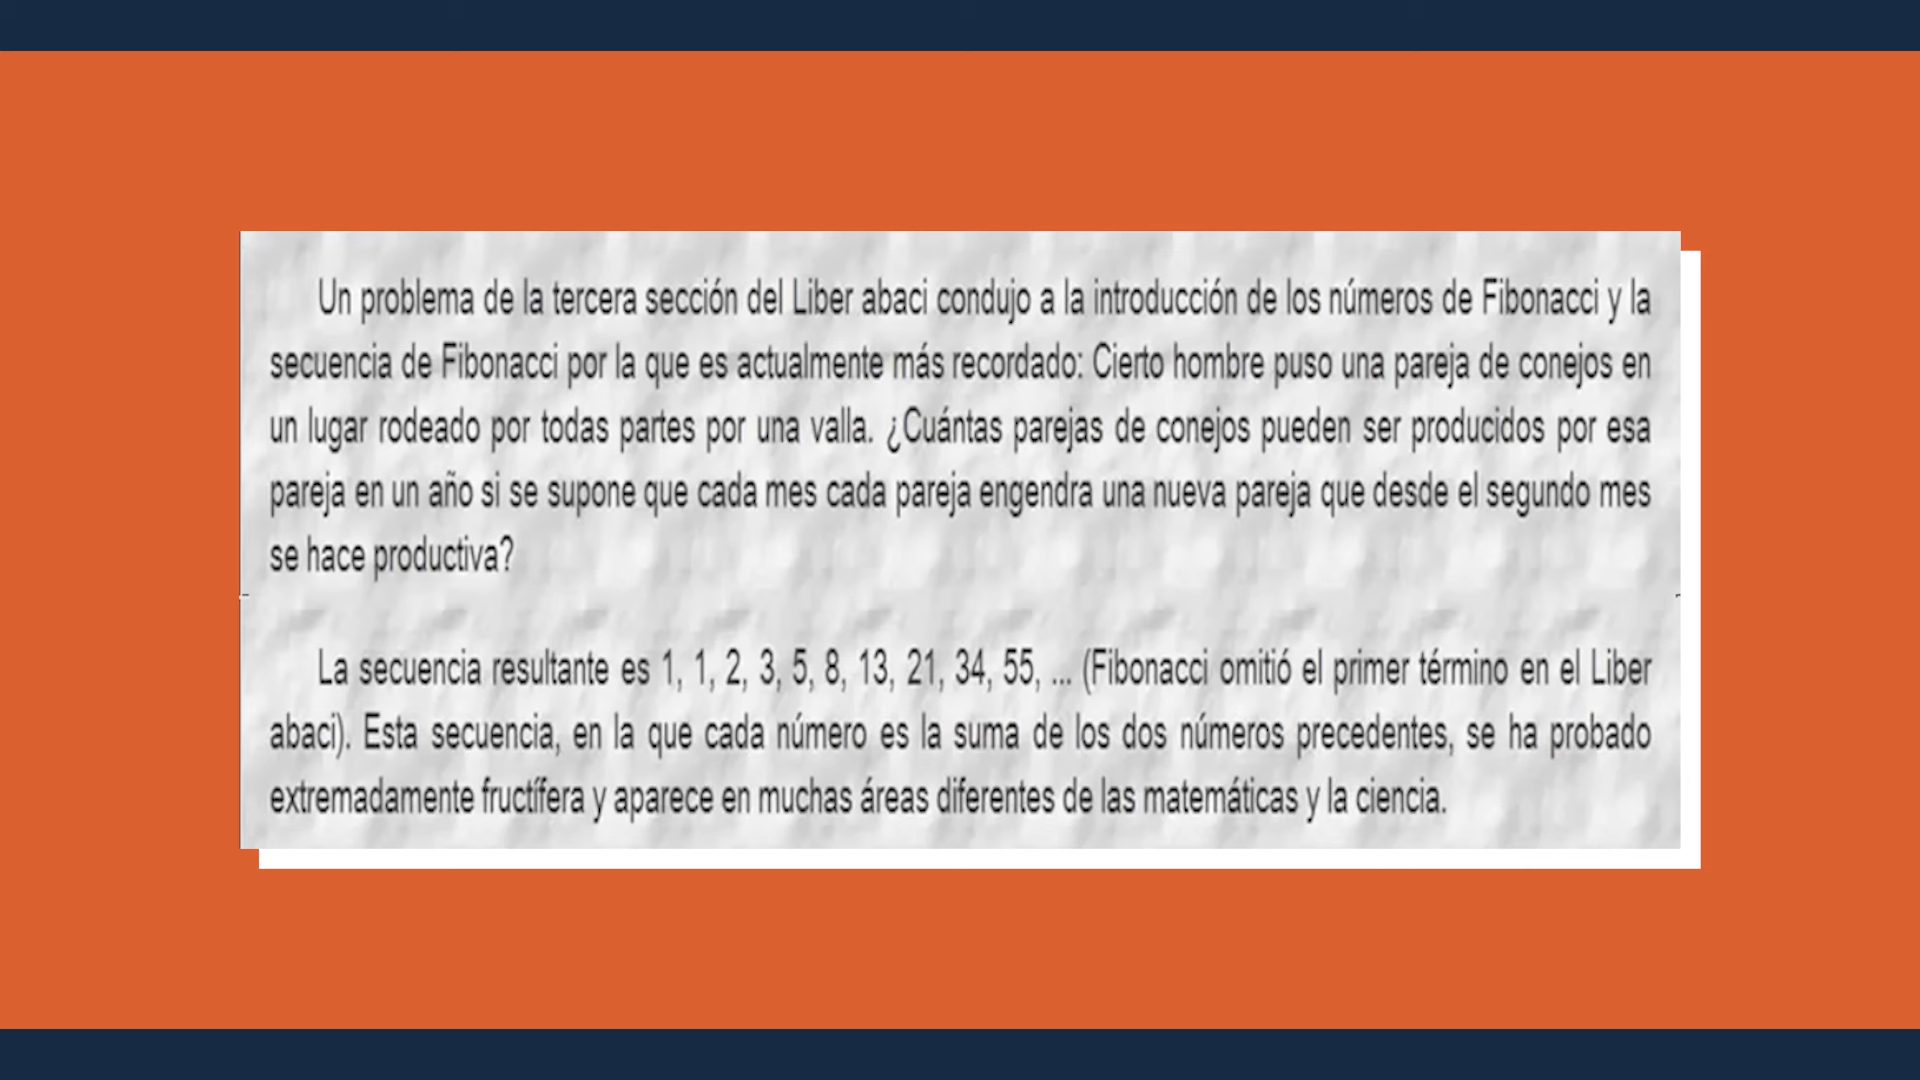 Un problema de la tercera sección del Liber abaci condujo a la introducción de los números de Fibonacci y la
secuencia de Fibonacci por la que es actualmente más recordado: Cierto hombre puso una pareja de conejos en
un lugar rodeado por todas partes por una valla. ¿Cuántas parejas de conejos pueden ser producidos por esa
pareja en un año si se supone que cada mes cada pareja engendra una nueva pareja que desde el segundo mes
se hace productiva?
La secuencia resultante es 1, 1, 2, 3, 5, 8, 13, 21, 34, 55, ... (Fibonacci omitió el primer término en el Liber
abaci). Esta secuencia, en la que cada número es la suma de los dos números precedentes, se ha probado
extremadamente fructífera y aparece en muchas áreas diferentes de las matemáticas y la ciencia.